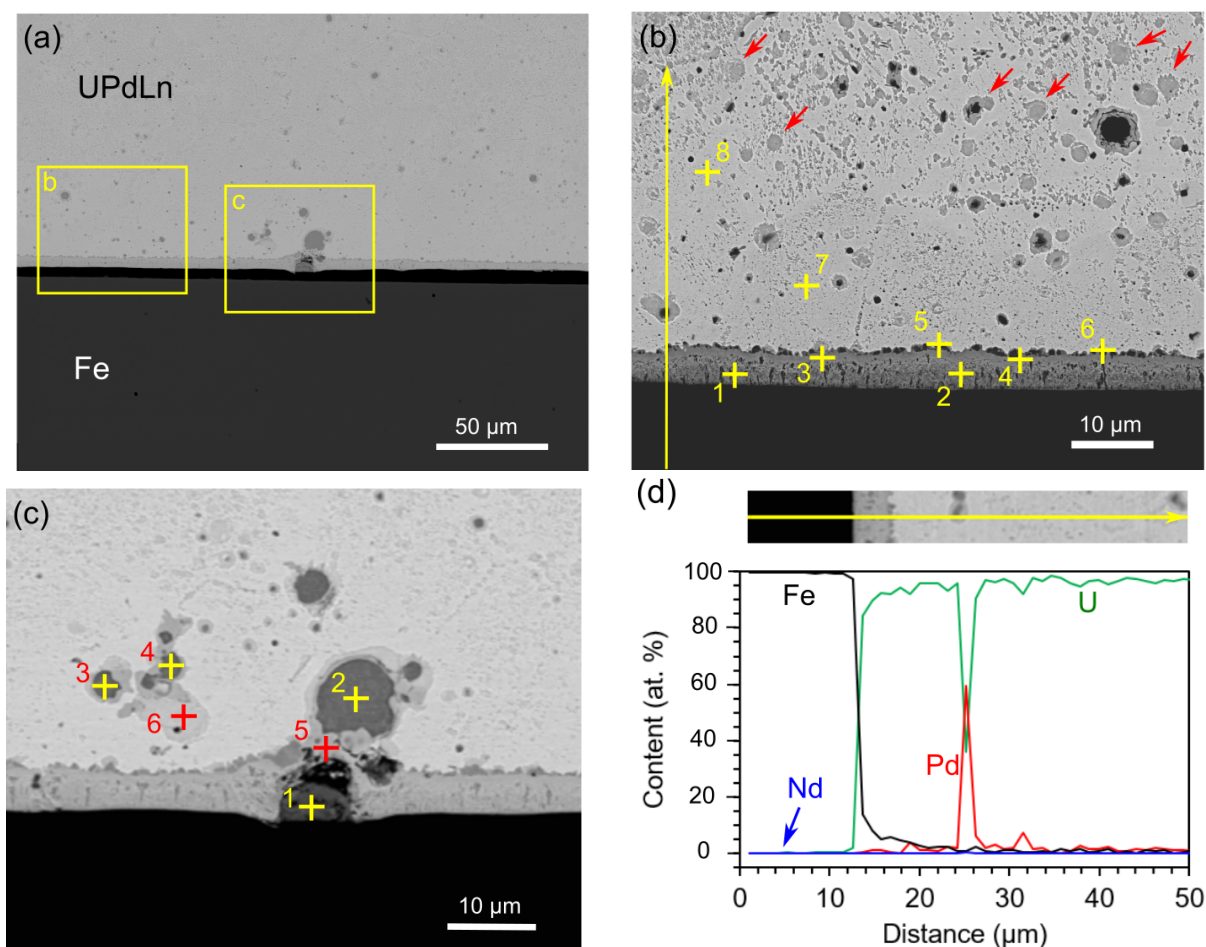 (a)
UPdLn
b
c
Fe
50 µm
(b)
8
7
5
6
3
4
1
2
10 µm
(c)
4
3
2
6
5
1
10 µm
(d)
Fe
U
Pd
Nd
100
80
60
40
20
0
Content (at. %)
0 10 20 30 40 50
Distance (µm)